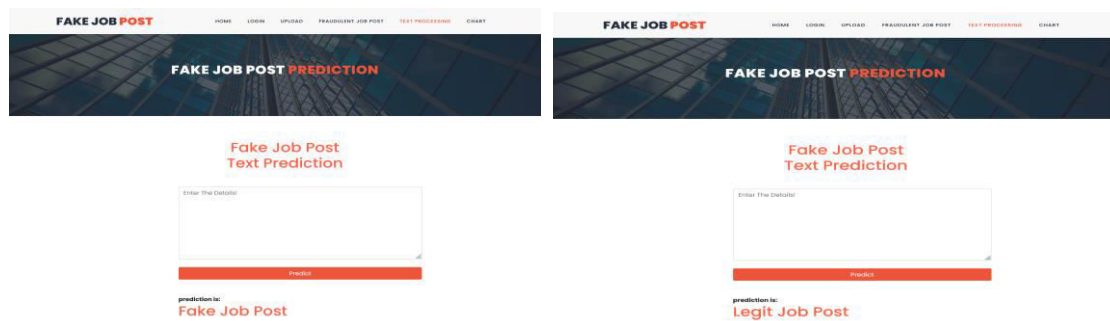 FAKE JOB POST
HOME LOGIN UPLOAD FRAUDULENT JOB POST TEXT PROCESSING CHART
FAKE JOB POST PREDICTION
Fake Job Post
Text Prediction
Enter The Details!
Predict
prediction is:
Fake Job Post
FAKE JOB POST
HOME LOGIN UPLOAD FRAUDULENT JOB POST TEXT PROCESSING CHART
FAKE JOB POST PREDICTION
Fake Job Post
Text Prediction
Enter The Details!
Predict
prediction is:
Legit Job Post